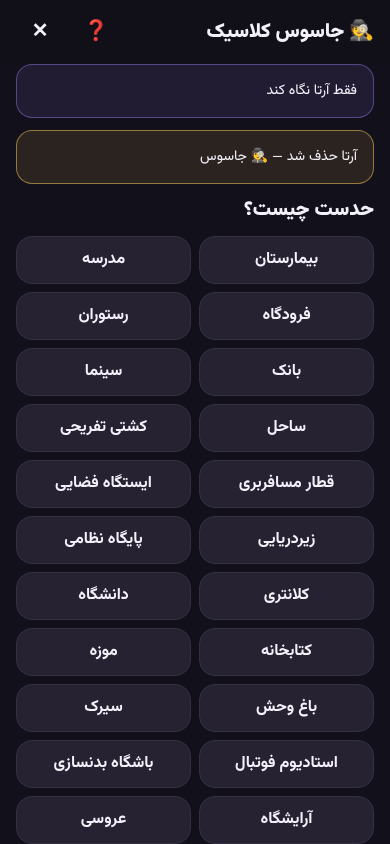 🕵️ جاسوس کلاسیک ❓ ✕
فقط آرتا نگاه کند
آرتا حذف شد — 🕵️ جاسوس
حدست چیست؟
بیمارستان مدرسه
فرودگاه رستوران
بانک سینما
ساحل کشتی تفریحی
قطار مسافربری ایستگاه فضایی
زیردریایی پایگاه نظامی
کلانتری دانشگاه
کتابخانه موزه
باغ وحش سیرک
استادیوم فوتبال باشگاه بدنسازی
آرایشگاه عروسی